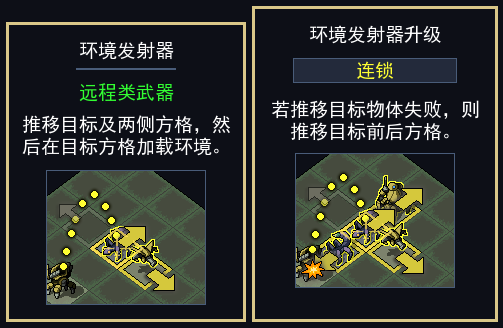 环境发射器
远程类武器
推移目标及两侧方格，然
后在目标方格加载环境。
环境发射器升级
连锁
若推移目标物体失败，则
推移目标前后方格。